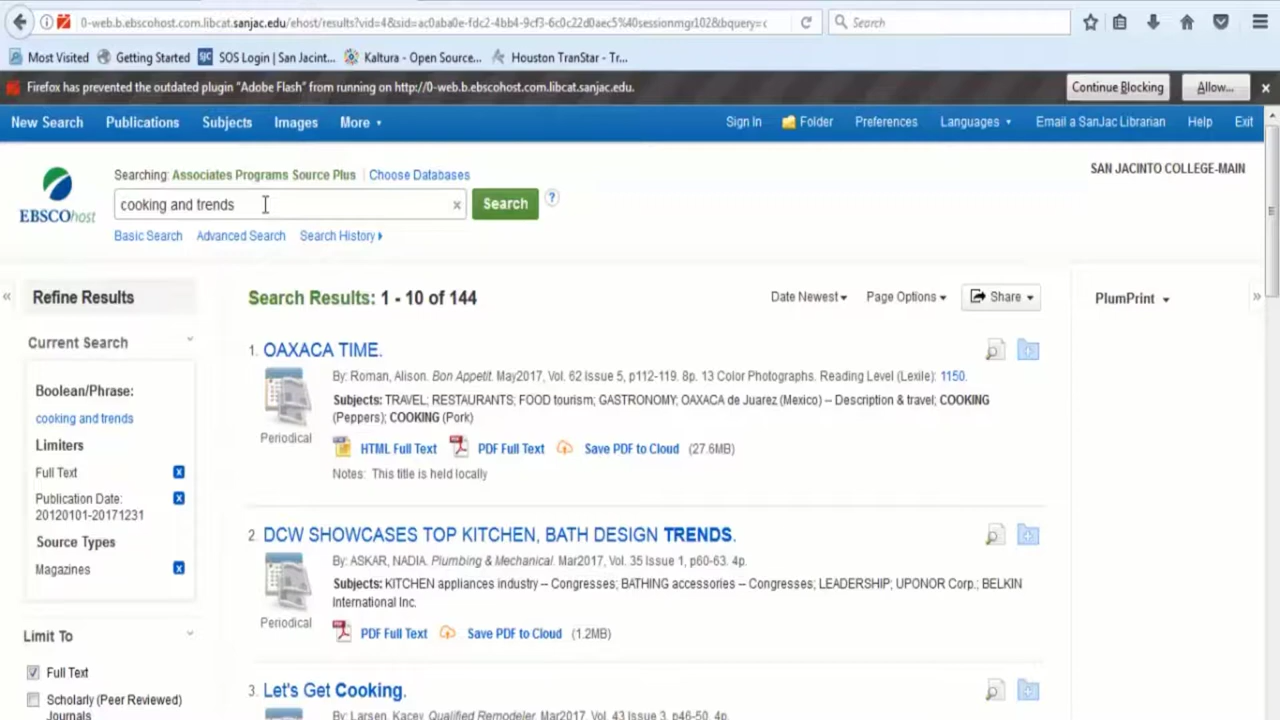 0-web.b.ebscohost.com.libcat.sanjac.edu/ehost/results?vid=4&sid=ac0aba0e-fdc2-4bb4-9cf3-6c0c22d0aec5%40sessionmgr102&bquery=c
Search
Most Visited Getting Started SOS Login | San Jacint... Kaltura - Open Source... Houston TranStar - Tr...
Firefox has prevented the outdated plugin "Adobe Flash" from running on http://0-web.b.ebscohost.com.libcat.sanjac.edu. Continue Blocking Allow...
New Search Publications Subjects Images More Sign In Folder Preferences Languages Email a SanJac Librarian Help Exit
SAN JACINTO COLLEGE-MAIN
Searching: Associates Programs Source Plus | Choose Databases
EBSCOhost
cooking and trends × Search ?
Basic Search Advanced Search Search History
« Refine Results
Current Search
Boolean/Phrase:
cooking and trends
Limiters
Full Text
Publication Date:
20120101-20171231
Source Types
Magazines
Limit To
Full Text
Scholarly (Peer Reviewed)
Journals
Search Results: 1 - 10 of 144
Date Newest Page Options Share
PlumPrint »
1. OAXACA TIME.
By: Roman, Alison. Bon Appetit. May2017, Vol. 62 Issue 5, p112-119. 8p. 13 Color Photographs. Reading Level (Lexile): 1150.
Subjects: TRAVEL; RESTAURANTS; FOOD tourism; GASTRONOMY; OAXACA de Juarez (Mexico) -- Description & travel; COOKING
(Peppers); COOKING (Pork)
Periodical
HTML Full Text PDF Full Text Save PDF to Cloud (27.6MB)
Notes: This title is held locally
2. DCW SHOWCASES TOP KITCHEN, BATH DESIGN TRENDS.
By: ASKAR, NADIA. Plumbing & Mechanical. Mar2017, Vol. 35 Issue 1, p60-63. 4p.
Subjects: KITCHEN appliances industry -- Congresses; BATHING accessories -- Congresses; LEADERSHIP; UPONOR Corp.; BELKIN
International Inc.
Periodical
PDF Full Text Save PDF to Cloud (1.2MB)
3. Let's Get Cooking.
By: Larsen, Kacey. Qualified Remodeler. Mar2017, Vol. 43 Issue 3, p46-50. 4p.